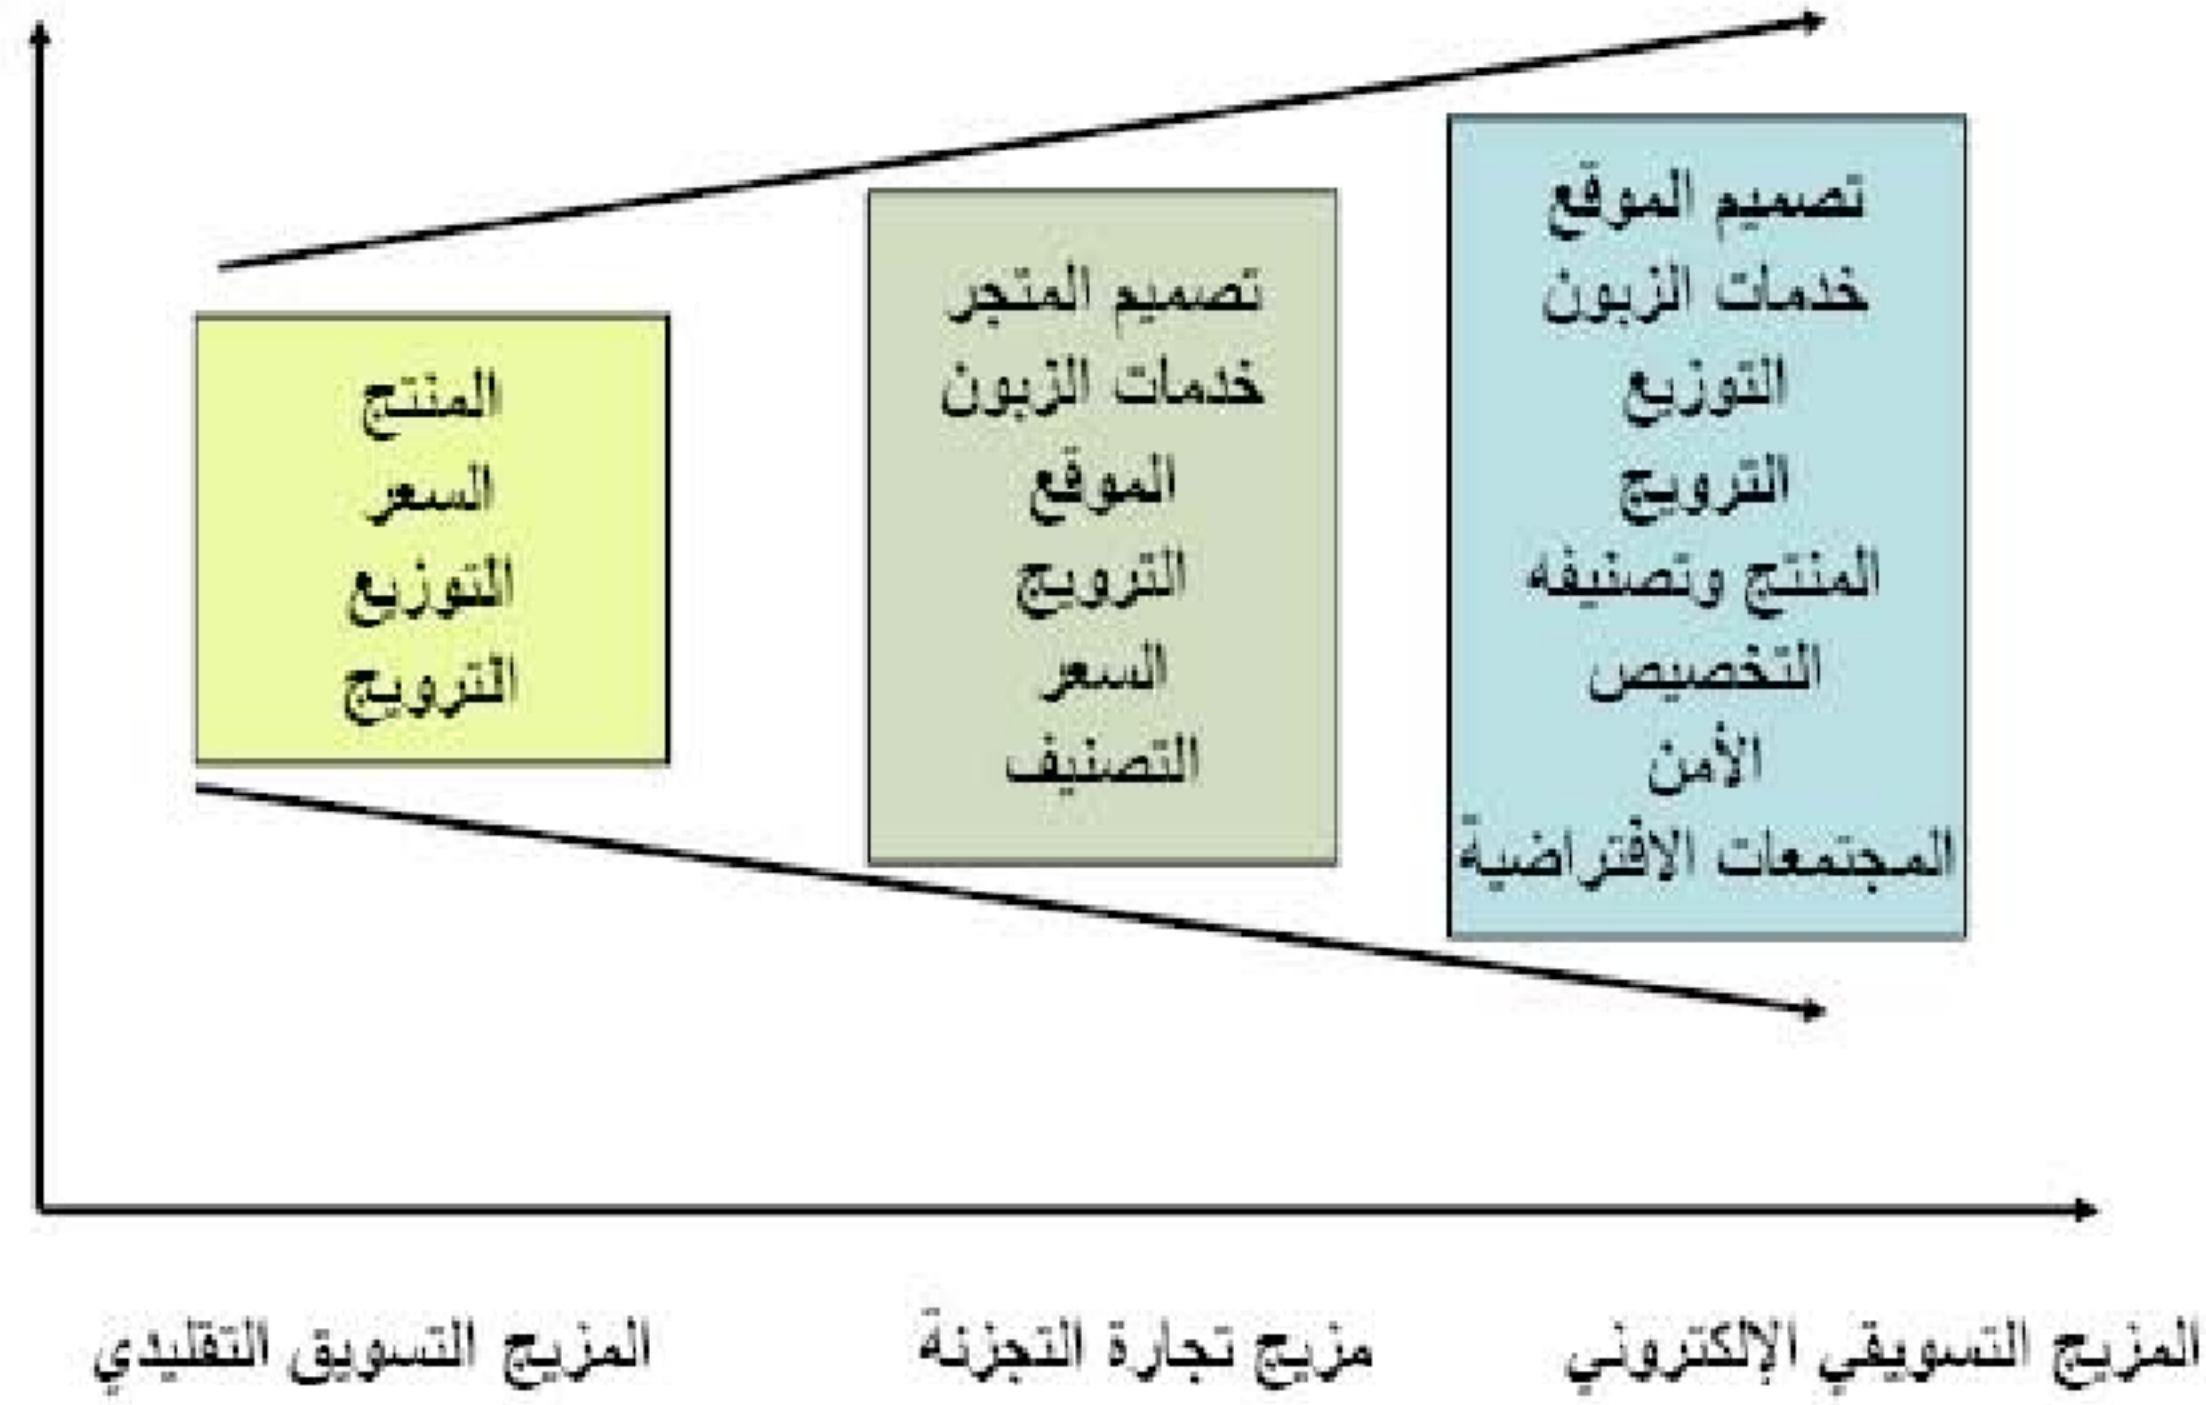 المنتج
السعر
التوزيع
الترويج
تصميم المتجر
خدمات الزبون
الموقع
الترويج
السعر
التصنيف
تصميم الموقع
خدمات الزبون
التوزيع
الترويج
المنتج وتصنيفه
التخصيص
الأمن
المجتمعات الافتراضية
المزيج التسويق التقليدي
مزيج تجارة التجزئة
المزيج التسويقي الإلكتروني